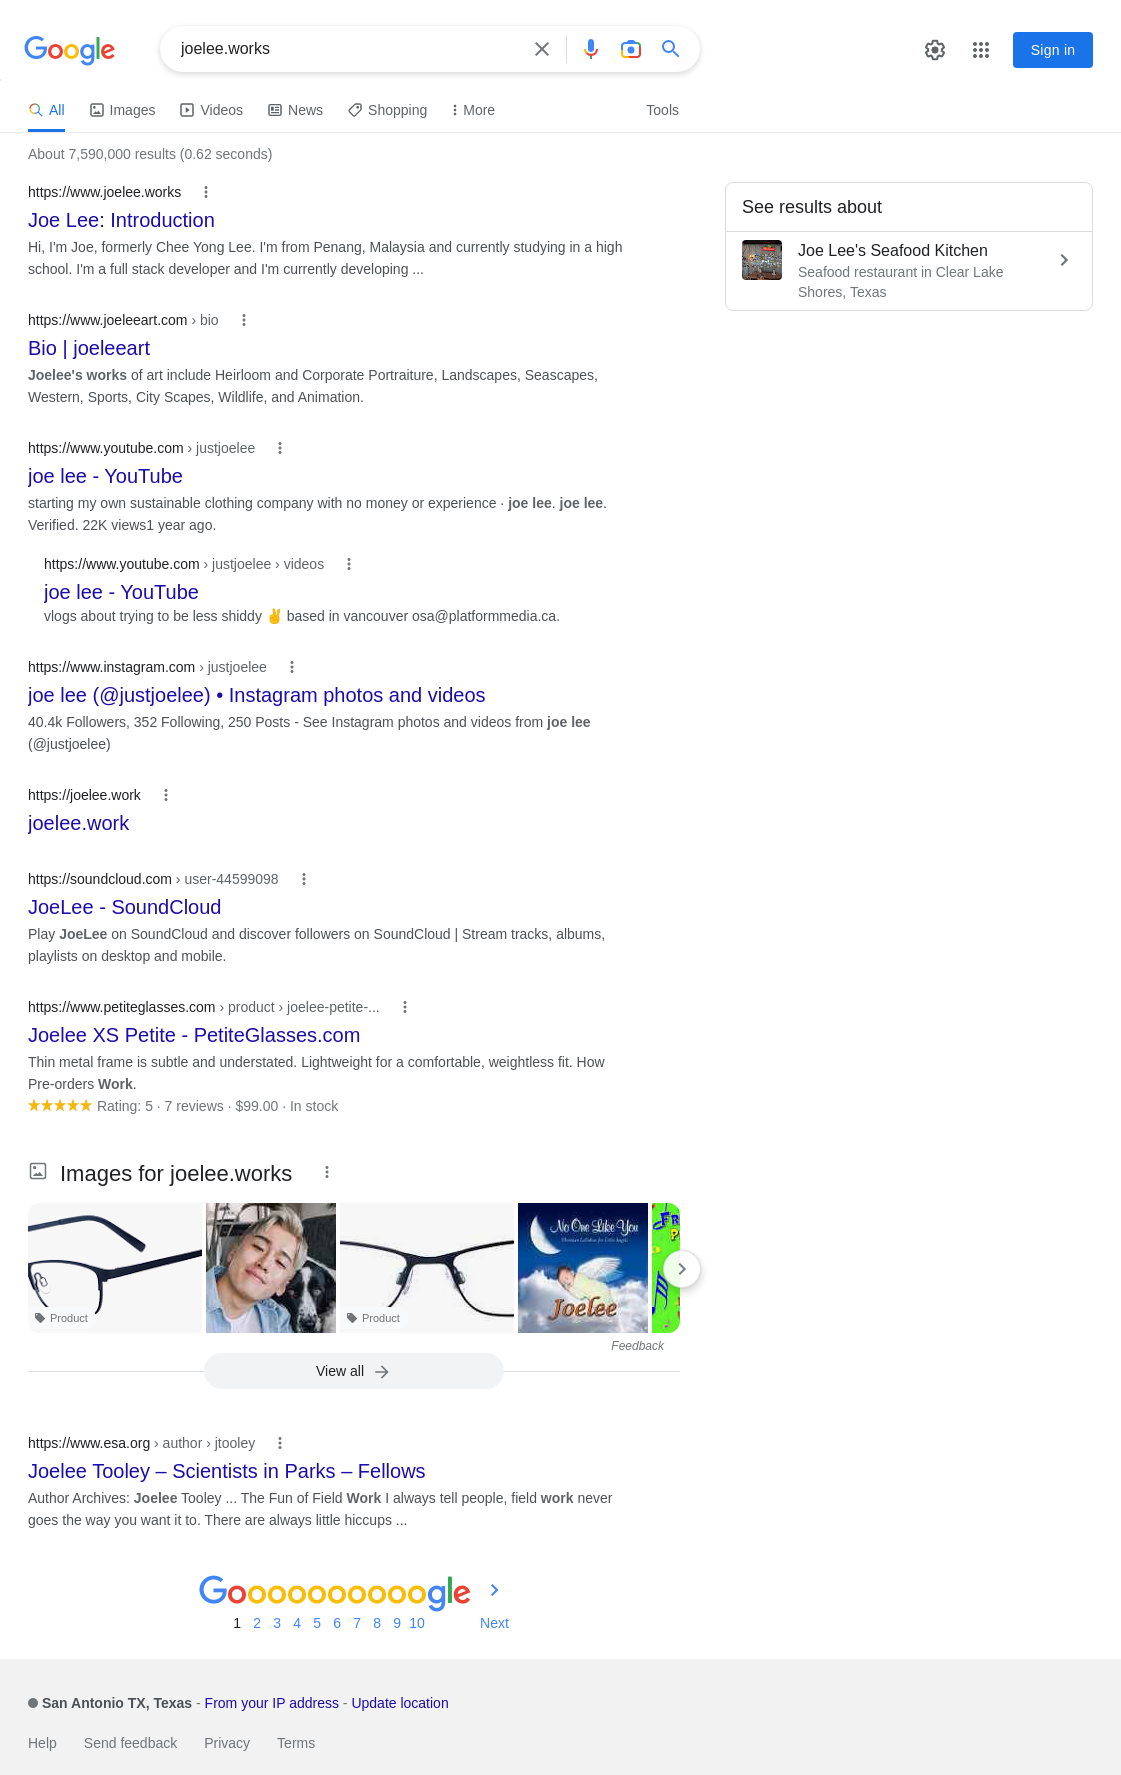 Google
joelee.works
Sign in
All
Images
Videos
News
Shopping
More
Tools
About 7,590,000 results (0.62 seconds)
https://www.joelee.works
Joe Lee: Introduction
Hi, I'm Joe, formerly Chee Yong Lee. I'm from Penang, Malaysia and currently studying in a high
school. I'm a full stack developer and I'm currently developing ...
See results about
Joe Lee's Seafood Kitchen
Seafood restaurant in Clear Lake
Shores, Texas
https://www.joeleeart.com › bio
Bio | joeleeart
Joelee's works of art include Heirloom and Corporate Portraiture, Landscapes, Seascapes,
Western, Sports, City Scapes, Wildlife, and Animation.
https://www.youtube.com › justjoelee
joe lee - YouTube
starting my own sustainable clothing company with no money or experience · joe lee. joe lee.
Verified. 22K views1 year ago.
https://www.youtube.com › justjoelee › videos
joe lee - YouTube
vlogs about trying to be less shiddy ✌ based in vancouver osa@platformmedia.ca.
https://www.instagram.com › justjoelee
joe lee (@justjoelee) • Instagram photos and videos
40.4k Followers, 352 Following, 250 Posts - See Instagram photos and videos from joe lee
(@justjoelee)
https://joelee.work
joelee.work
https://soundcloud.com › user-44599098
JoeLee - SoundCloud
Play JoeLee on SoundCloud and discover followers on SoundCloud | Stream tracks, albums,
playlists on desktop and mobile.
https://www.petiteglasses.com › product › joelee-petite-...
Joelee XS Petite - PetiteGlasses.com
Thin metal frame is subtle and understated. Lightweight for a comfortable, weightless fit. How
Pre-orders Work.
Rating: 5 · 7 reviews · $99.00 · In stock
Images for joelee.works
Product
Product
No One Like You
Christian Lullabies for Little Angels
Joelee
Feedback
View all
https://www.esa.org › author › jtooley
Joelee Tooley – Scientists in Parks – Fellows
Author Archives: Joelee Tooley ... The Fun of Field Work I always tell people, field work never
goes the way you want it to. There are always little hiccups ...
Goooooooooogle
1 2 3 4 5 6 7 8 9 10 Next
San Antonio TX, Texas - From your IP address - Update location
Help
Send feedback
Privacy
Terms